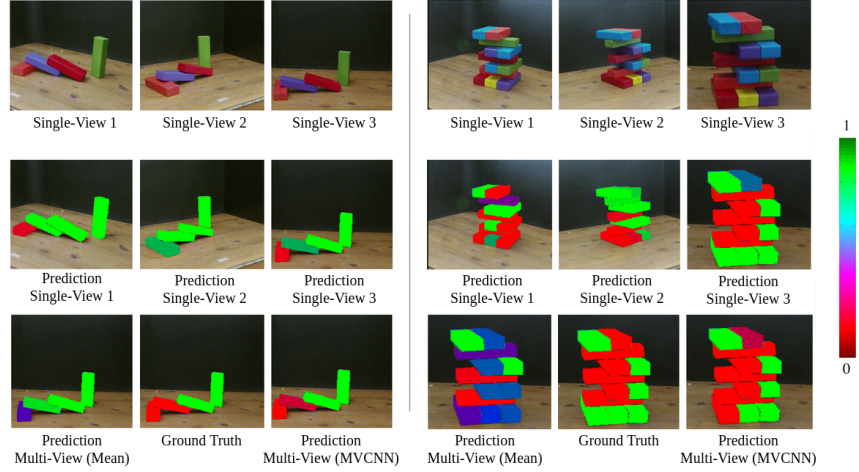 Single-View 1
Single-View 2
Single-View 3
Single-View 1
Single-View 2
Single-View 3
1
Prediction
Single-View 1
Prediction
Single-View 2
Prediction
Single-View 3
Prediction
Single-View 1
Prediction
Single-View 2
Prediction
Single-View 3
0
Prediction
Multi-View (Mean)
Ground Truth
Prediction
Multi-View (MVCNN)
Prediction
Multi-View (Mean)
Ground Truth
Prediction
Multi-View (MVCNN)